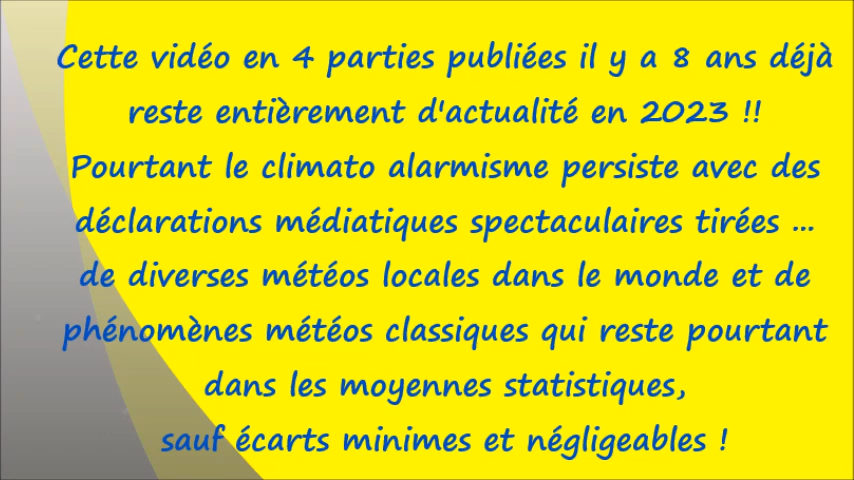 Cette vidéo en 4 parties publiées il y a 8 ans déjà
reste entièrement d'actualité en 2023 !!
Pourtant le climato alarmisme persiste avec des
déclarations médiatiques spectaculaires tirées ...
de diverses météos locales dans le monde et de
phénomènes météos classiques qui reste pourtant
dans les moyennes statistiques,
sauf écarts minimes et négligeables !